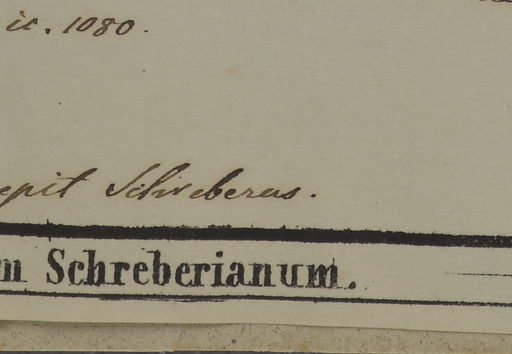 ic. 1080.
epit Schreberus.
m Schreberianum.